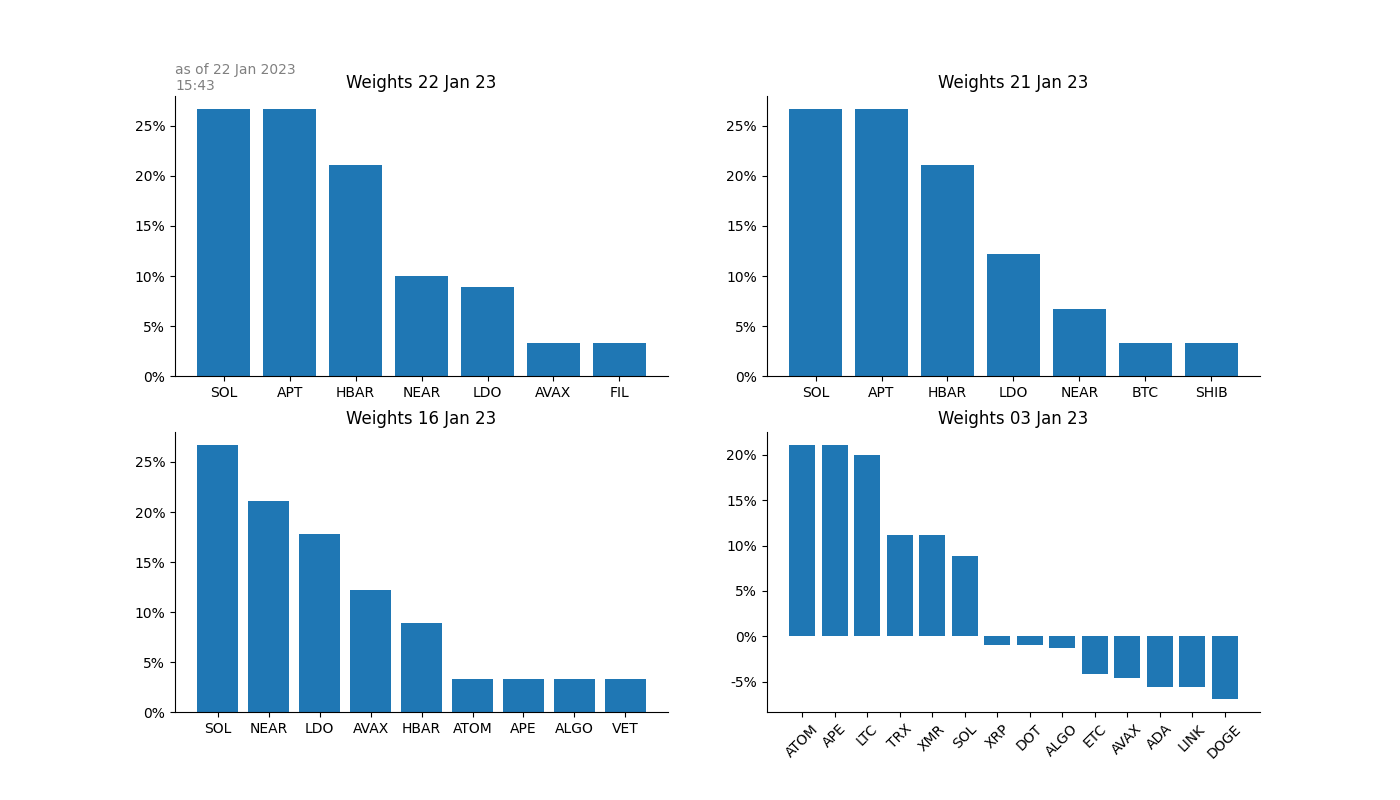 as of 22 Jan 2023
15:43
Weights 22 Jan 23
25%
20%
15%
10%
5%
0%
SOL APT HBAR NEAR LDO AVAX FIL
Weights 21 Jan 23
25%
20%
15%
10%
5%
0%
SOL APT HBAR LDO NEAR BTC SHIB
Weights 16 Jan 23
25%
20%
15%
10%
5%
0%
SOL NEAR LDO AVAX HBAR ATOM APE ALGO VET
Weights 03 Jan 23
20%
15%
10%
5%
0%
-5%
ATOM APE LTC TRX XMR SOL XRP DOT ALGO ETC AVAX ADA LINK DOGE